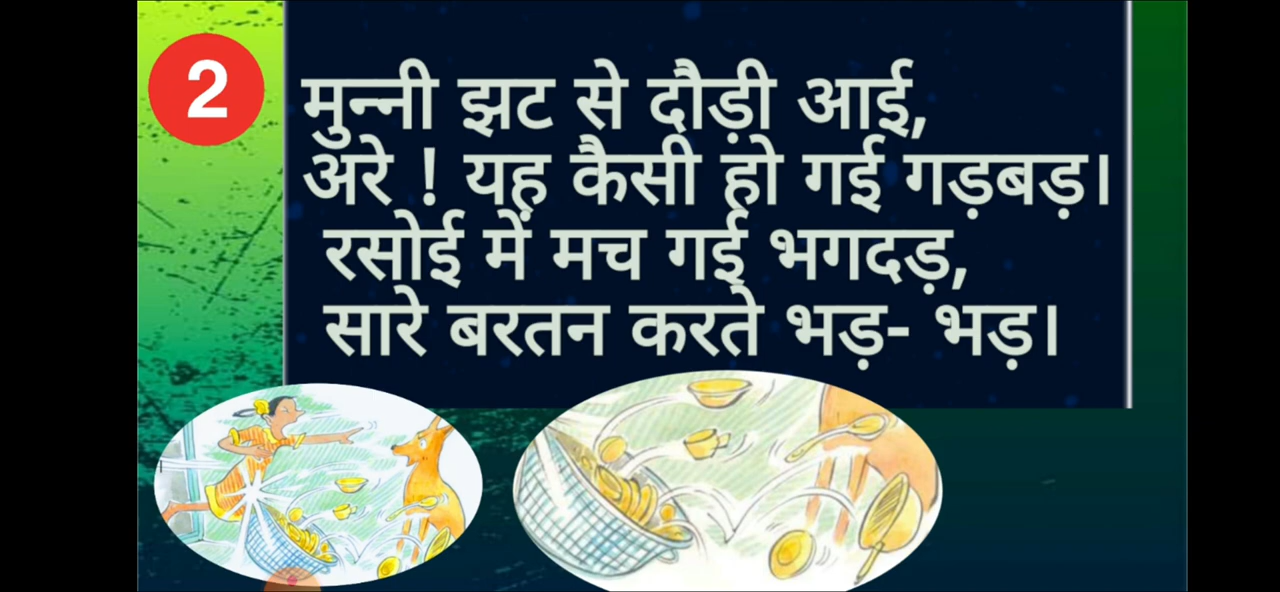 2
मुन्नी झट से दौड़ी आई,
अरे ! यह कैसी हो गई गड़बड़।
रसोई में मच गई भगदड़,
सारे बरतन करते भड़- भड़।